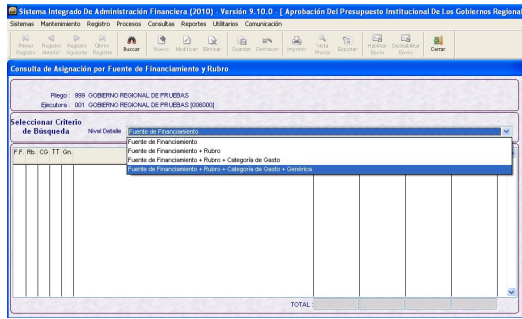 Sistema Integrado De Administración Financiera (2010) - Versión 9.10.0 - [ Aprobación Del Presupuesto Institucional De Los Gobiernos Regiona
Sistemas Mantenimiento Registro Procesos Consultas Reportes Utilitarios Comunicación
Primer Registro Registro Anterior Registro Siguiente Último Registro Buscar Nuevo Modificar Eliminar Guardar Deshacer Imprimir Vista Previa Exportar Habilitar Envío Deshabilitar Envío Cerrar
Consulta de Asignación por Fuente de Financiamiento y Rubro
Pliego : 999 GOBIERNO REGIONAL DE PRUEBAS
Ejecutora : 001 GOBIERNO REGIONAL DE PRUEBAS [006000]
Seleccionar Criterio
de Búsqueda Nivel Detalle Fuente de Financiamiento
Fuente de Financiamiento
Fuente de Financiamiento + Rubro
Fuente de Financiamiento + Rubro + Categoría de Gasto
Fuente de Financiamiento + Rubro + Categoría de Gasto + Genérica
F.F. Rb. CG TT Gn.
TOTAL :